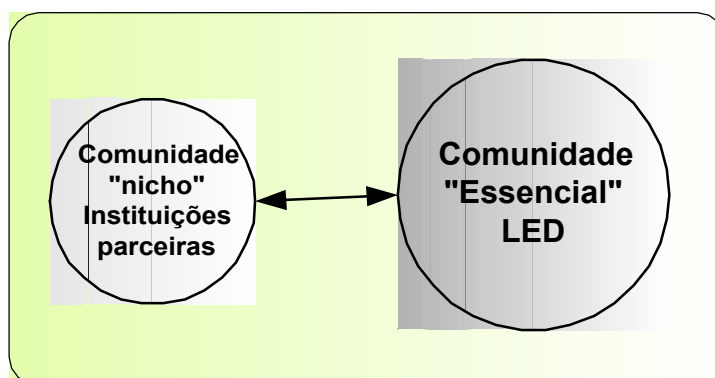 Comunidade
"nicho"
Instituições
parceiras
Comunidade
"Essencial"
LED